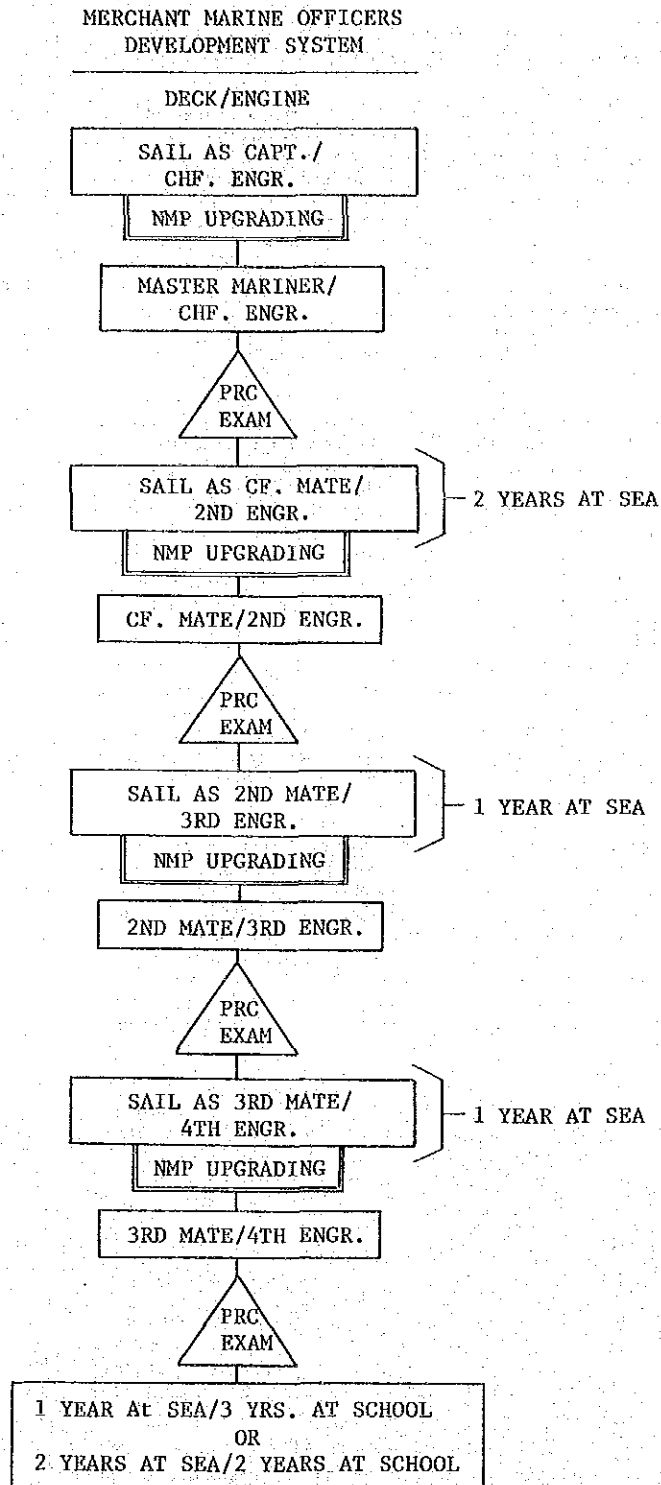 MERCHANT MARINE OFFICERS
DEVELOPMENT SYSTEM
DECK/ENGINE
SAIL AS CAPT./
CHF. ENGR.
NMP UPGRADING
MASTER MARINER/
CHF. ENGR.
PRC
EXAM
SAIL AS CF. MATE/
2ND ENGR.
2 YEARS AT SEA
NMP UPGRADING
CF. MATE/2ND ENGR.
PRC
EXAM
SAIL AS 2ND MATE/
3RD ENGR.
1 YEAR AT SEA
NMP UPGRADING
2ND MATE/3RD ENGR.
PRC
EXAM
SAIL AS 3RD MATE/
4TH ENGR.
1 YEAR AT SEA
NMP UPGRADING
3RD MATE/4TH ENGR.
PRC
EXAM
1 YEAR At SEA/3 YRS. AT SCHOOL
OR
2 YEARS AT SEA/2 YEARS AT SCHOOL